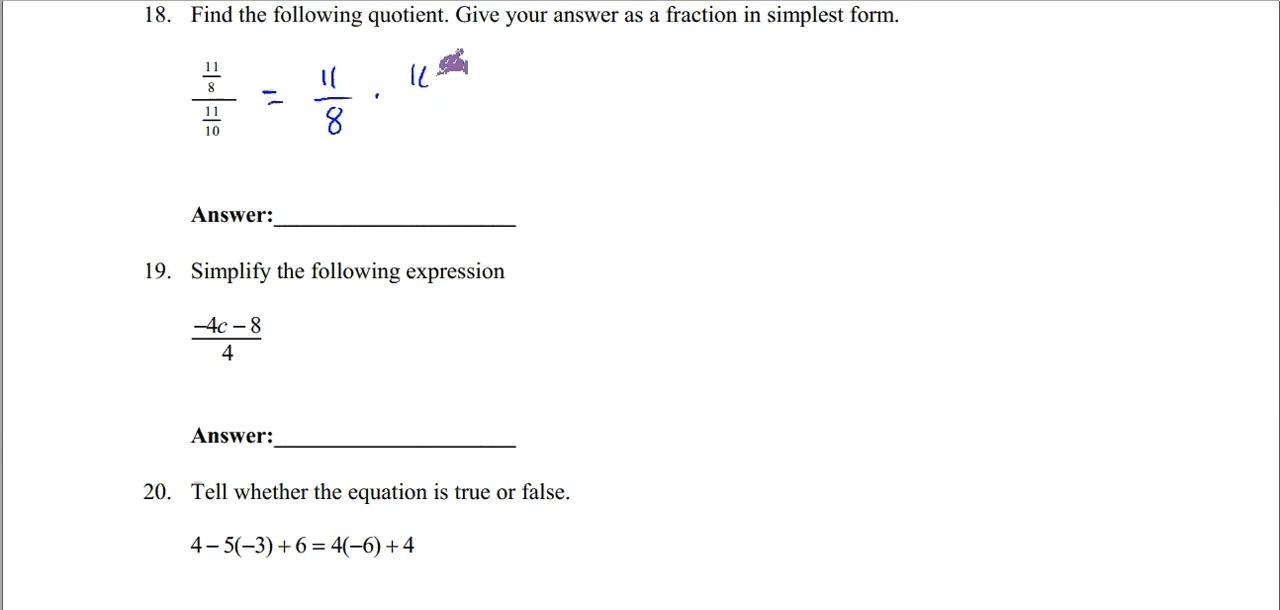 18. Find the following quotient. Give your answer as a fraction in simplest form.
11/8 / 11/10 = 11/8 ·
Answer:____________________
19. Simplify the following expression
–4c – 8
4
Answer:____________________
20. Tell whether the equation is true or false.
4 – 5(–3) + 6 = 4(–6) + 4